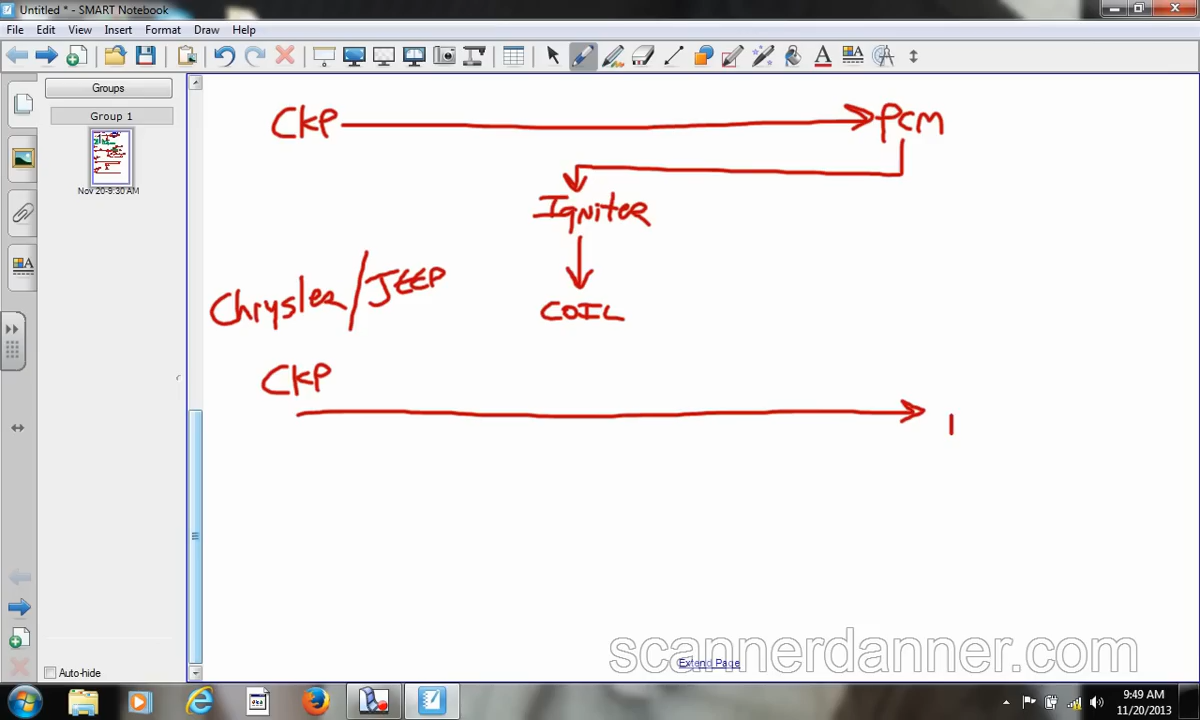 Untitled * - SMART Notebook
File Edit View Insert Format Draw Help
Groups
Group 1
Nov 20-9:30 AM
CKP PCM
IgniteR
Chrysler/JEEP
COIL
CKP
Extend Page
scannerdanner.com
Auto-hide
9:49 AM
11/20/2013